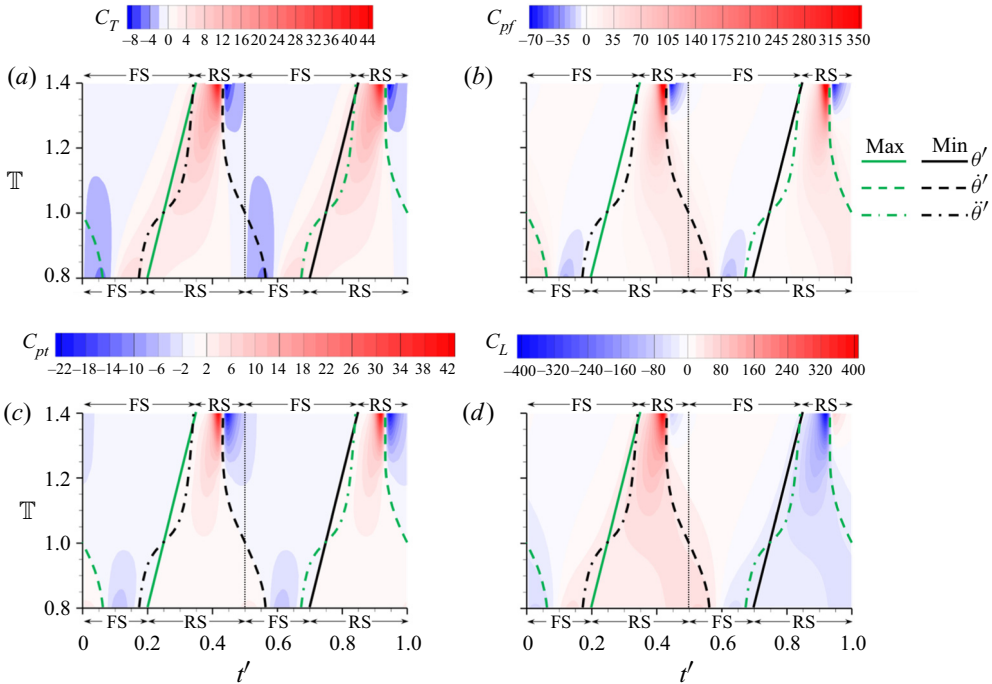 C_T
−8 −4 0 4 8 12 16 20 24 28 32 36 40 44
C_pf
−70 −35 0 35 70 105 140 175 210 245 280 315 350
(a)
FS RS FS RS
1.4
1.2
𝕋
1.0
0.8
FS RS FS RS
(b)
FS RS FS RS
FS RS FS RS
Max Min
θ′
θ̇′
θ̈′
C_pt
−22 −18 −14 −10 −6 −2 2 6 10 14 18 22 26 30 34 38 42
C_L
−400 −320 −240 −160 −80 0 80 160 240 320 400
(c)
FS RS FS RS
1.4
1.2
𝕋
1.0
0.8
FS RS FS RS
0 0.2 0.4 0.6 0.8 1.0
t′
(d)
FS RS FS RS
FS RS FS RS
0 0.2 0.4 0.6 0.8 1.0
t′